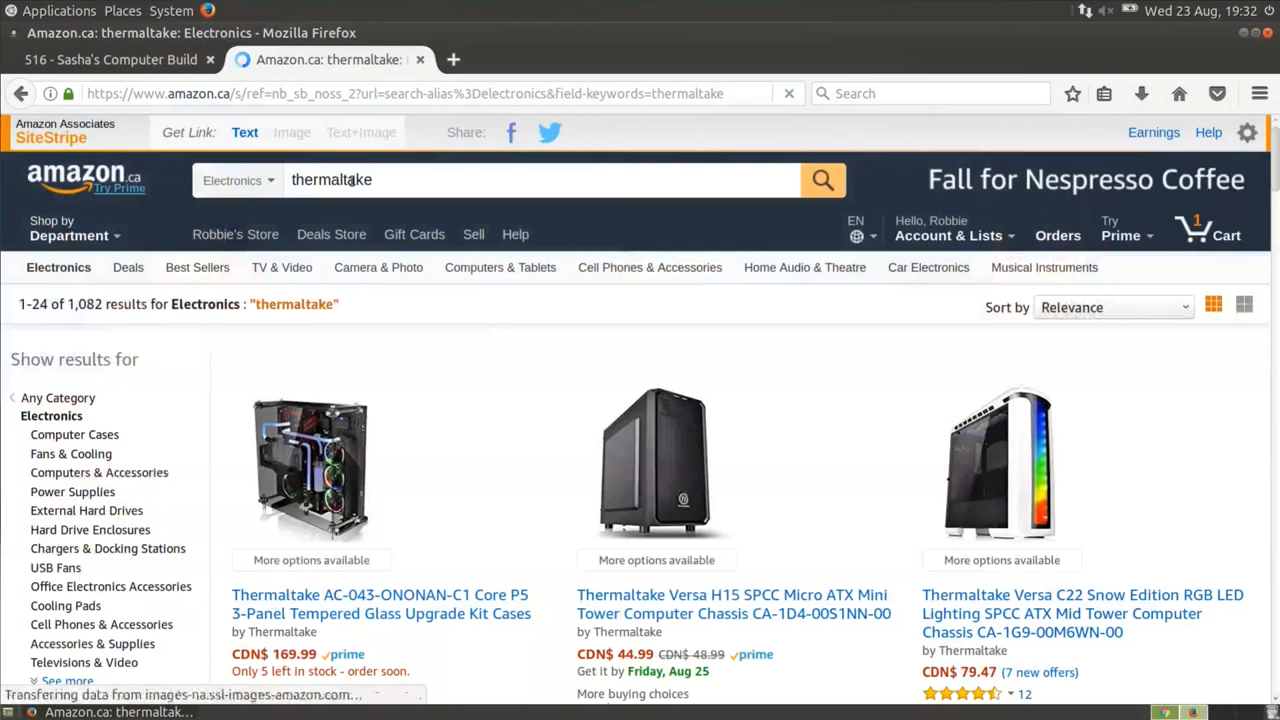 Applications Places System
Wed 23 Aug, 19:32
Amazon.ca: thermaltake: Electronics - Mozilla Firefox
516 - Sasha's Computer Build
Amazon.ca: thermaltake:
https://www.amazon.ca/s/ref=nb_sb_noss_2?url=search-alias%3Delectronics&field-keywords=thermaltake
Search
Amazon Associates
SiteStripe
Get Link: Text Image Text+Image Share:
Earnings Help
amazon.ca
Try Prime
Electronics
thermaltake
Fall for Nespresso Coffee
Shop by
Department
Robbie's Store Deals Store Gift Cards Sell Help
EN
Hello, Robbie
Account & Lists
Orders
Try
Prime
1
Cart
Electronics Deals Best Sellers TV & Video Camera & Photo Computers & Tablets Cell Phones & Accessories Home Audio & Theatre Car Electronics Musical Instruments
1-24 of 1,082 results for Electronics : "thermaltake"
Sort by Relevance
Show results for
Any Category
Electronics
Computer Cases
Fans & Cooling
Computers & Accessories
Power Supplies
External Hard Drives
Hard Drive Enclosures
Chargers & Docking Stations
USB Fans
Office Electronics Accessories
Cooling Pads
Cell Phones & Accessories
Accessories & Supplies
Televisions & Video
See more
More options available
Thermaltake AC-043-ONONAN-C1 Core P5
3-Panel Tempered Glass Upgrade Kit Cases
by Thermaltake
CDN$ 169.99 prime
Only 5 left in stock - order soon.
More options available
Thermaltake Versa H15 SPCC Micro ATX Mini
Tower Computer Chassis CA-1D4-00S1NN-00
by Thermaltake
CDN$ 44.99 CDN$ 48.99 prime
Get it by Friday, Aug 25
More buying choices
More options available
Thermaltake Versa C22 Snow Edition RGB LED
Lighting SPCC ATX Mid Tower Computer
Chassis CA-1G9-00M6WN-00
by Thermaltake
CDN$ 79.47 (7 new offers)
12
Transferring data from images-na.ssl-images-amazon.com...
Amazon.ca: thermaltak...